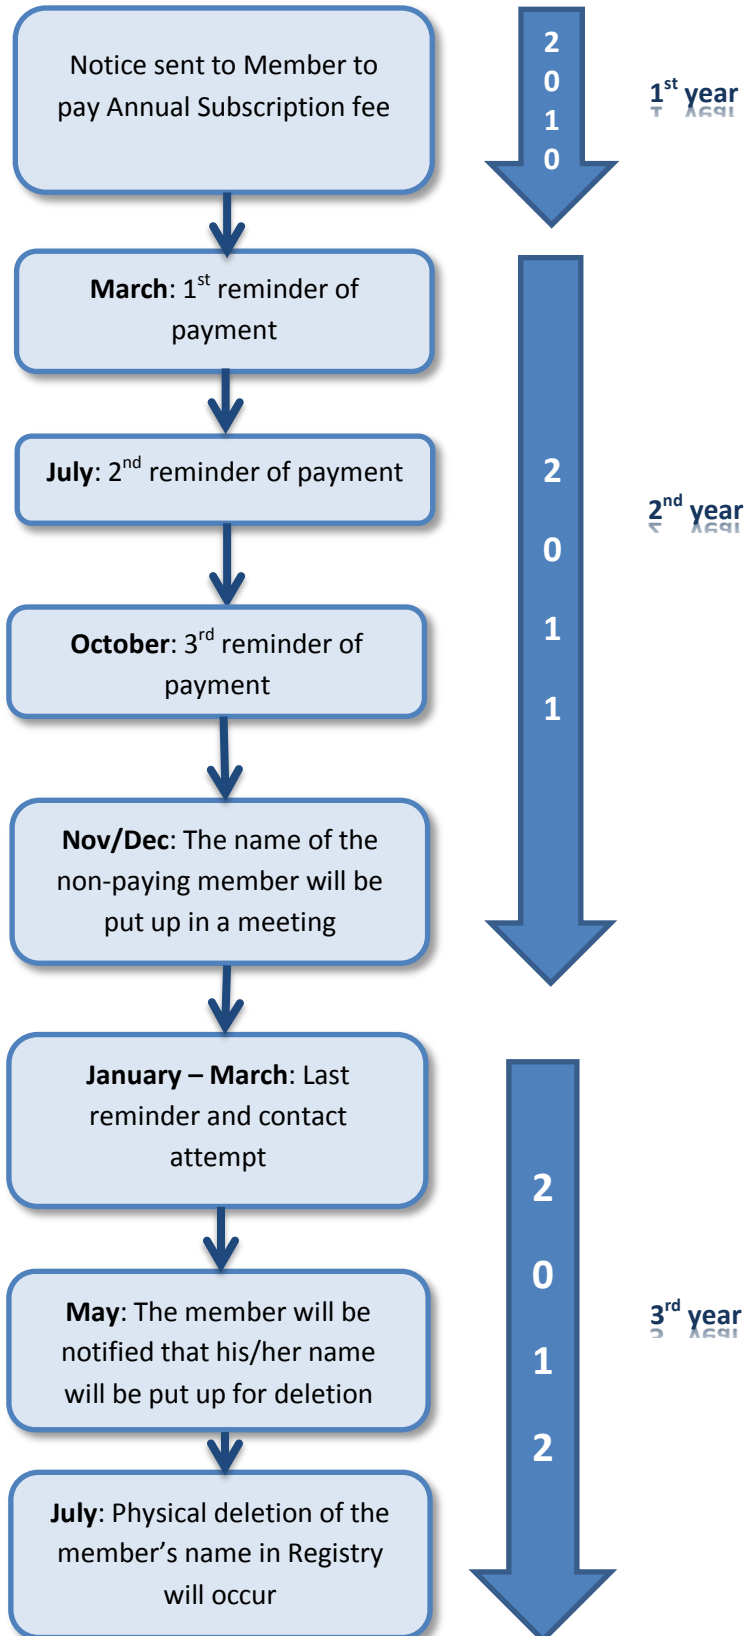 Notice sent to Member to
pay Annual Subscription fee
2
0
1
0
1st year
March: 1st reminder of
payment
July: 2nd reminder of payment
October: 3rd reminder of
payment
Nov/Dec: The name of the
non-paying member will be
put up in a meeting
2
0
1
1
2nd year
January – March: Last
reminder and contact
attempt
May: The member will be
notified that his/her name
will be put up for deletion
July: Physical deletion of the
member's name in Registry
will occur
2
0
1
2
3rd year